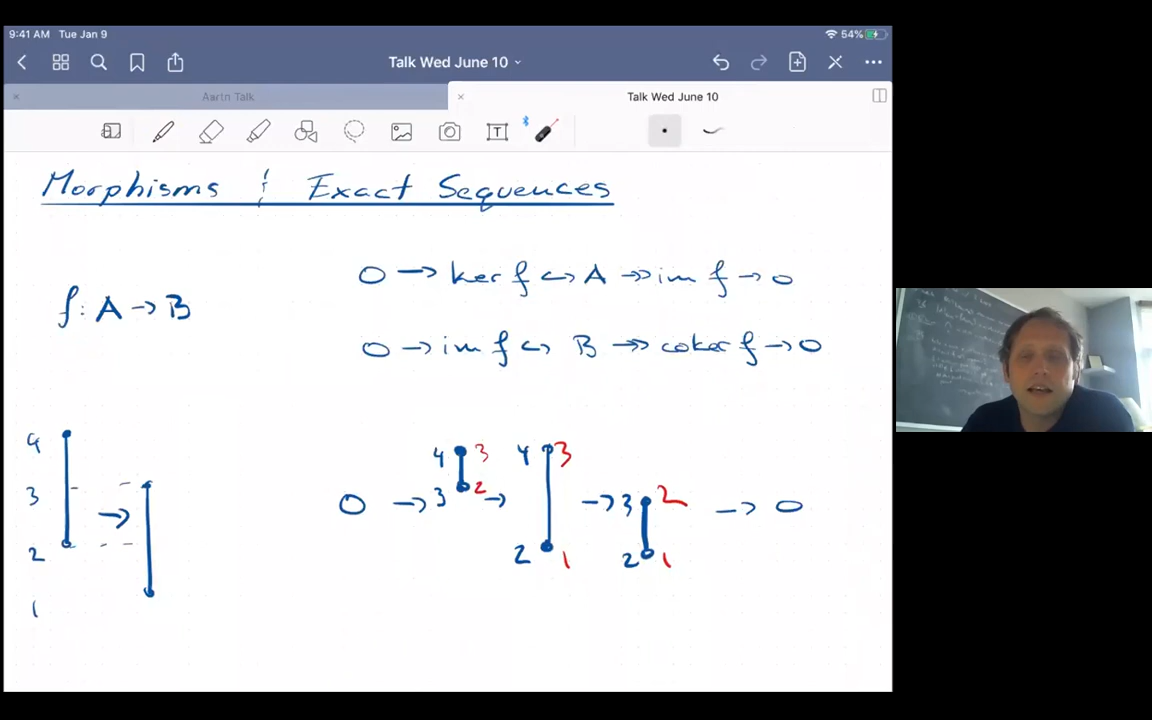 9:41 AM Tue Jan 9
54%
Talk Wed June 10
Aartn Talk
Talk Wed June 10
T
Morphisms & Exact Sequences
0 → ker f ↪ A ↠ im f → 0
f: A → B
0 → im f ↪ B ↠ coker f → 0
4
3
→
2
1
0 → 4 3 3 2 → 4 3 2 1 → 3 2 2 1 → 0